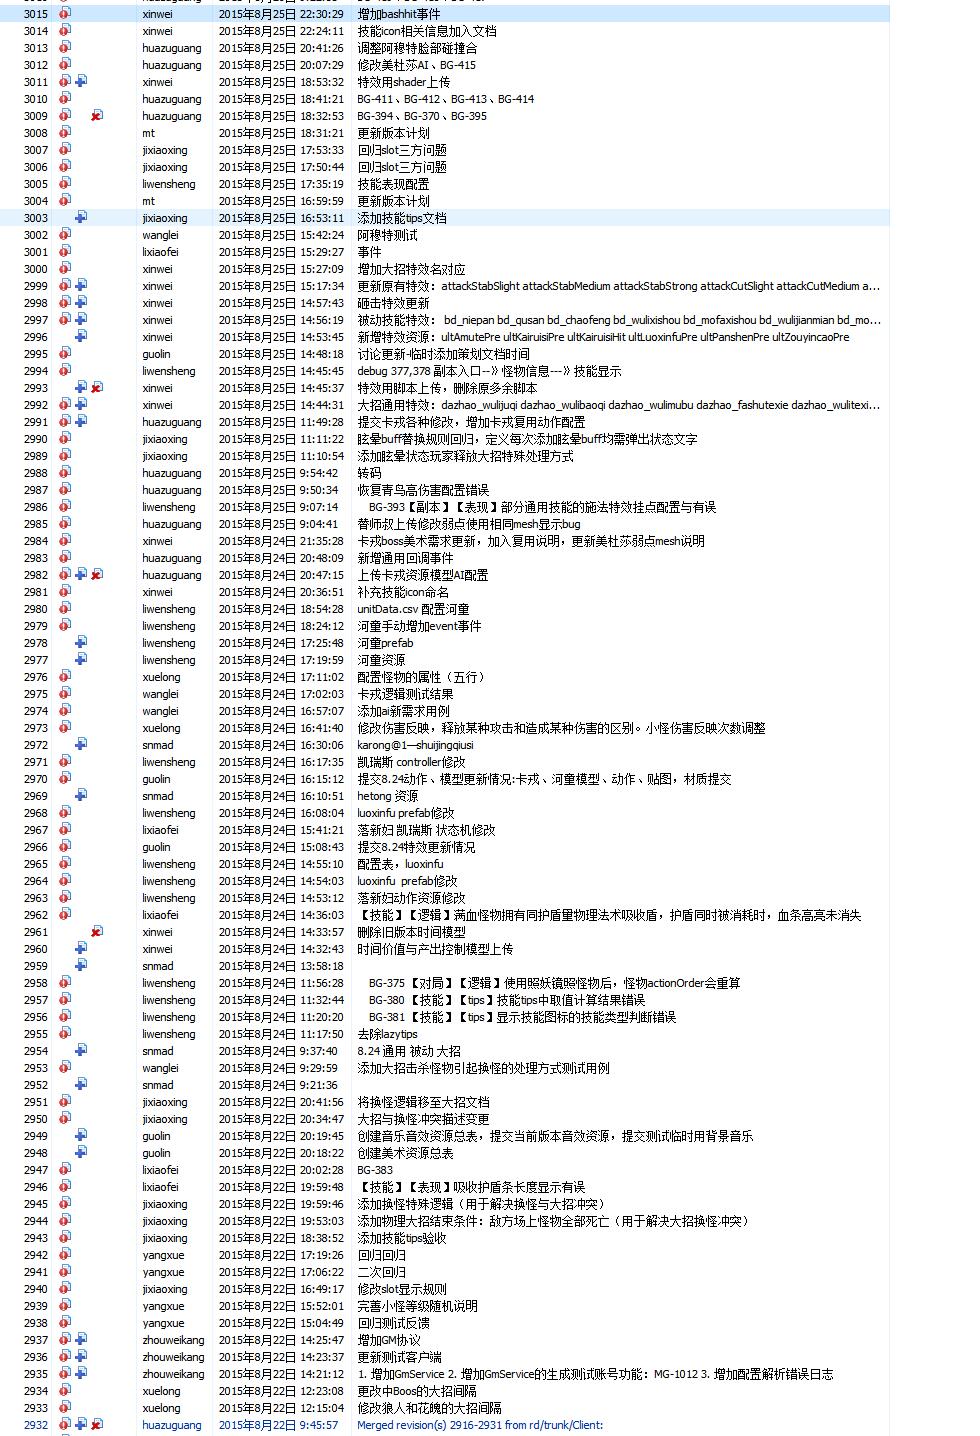 3015 xinwei 2015年8月25日 22:30:29 增加bashhit事件
3014 xinwei 2015年8月25日 22:24:11 技能icon相关信息加入文档
3013 huazuguang 2015年8月25日 20:41:26 调整阿穆特脸部碰撞合
3012 huazuguang 2015年8月25日 20:07:29 修改美杜莎AI、BG-415
3011 xinwei 2015年8月25日 18:53:32 特效用shader上传
3010 huazuguang 2015年8月25日 18:41:21 BG-411、BG-412、BG-413、BG-414
3009 huazuguang 2015年8月25日 18:32:53 BG-394、BG-370、BG-395
3008 mt 2015年8月25日 18:31:21 更新版本计划
3007 jixiaoxing 2015年8月25日 17:53:33 回归slot三方问题
3006 jixiaoxing 2015年8月25日 17:50:44 回归slot三方问题
3005 liwensheng 2015年8月25日 17:35:19 技能表现配置
3004 mt 2015年8月25日 16:59:59 更新版本计划
3003 jixiaoxing 2015年8月25日 16:53:11 添加技能tips文档
3002 wanglei 2015年8月25日 15:42:24 阿穆特测试
3001 lixiaofei 2015年8月25日 15:29:27 事件
3000 xinwei 2015年8月25日 15:27:09 增加大招特效名对应
2999 xinwei 2015年8月25日 15:17:34 更新原有特效：attackStabSlight attackStabMedium attackStabStrong attackCutSlight attackCutMedium a...
2998 xinwei 2015年8月25日 14:57:43 砸击特效更新
2997 xinwei 2015年8月25日 14:56:19 被动技能特效： bd_niepan bd_qusan bd_chaofeng bd_wulixishou bd_mofaxishou bd_wulijianmian bd_mo...
2996 xinwei 2015年8月25日 14:53:45 新增特效资源：ultAmutePre ultKairuisiPre ultKairuisiHit ultLuoxinfuPre ultPanshenPre ultZouyincaoPre
2995 guolin 2015年8月25日 14:48:18 讨论更新-临时添加策划文档时间
2994 liwensheng 2015年8月25日 14:45:45 debug 377,378 副本入口--》怪物信息---》技能显示
2993 xinwei 2015年8月25日 14:45:37 特效用脚本上传，删除原多余脚本
2992 xinwei 2015年8月25日 14:44:31 大招通用特效：dazhao_wulijuqi dazhao_wulibaoqi dazhao_wulimubu dazhao_fashutexie dazhao_wulitexi...
2991 huazuguang 2015年8月25日 11:49:28 提交卡戎各种修改，增加卡戎复用动作配置
2990 jixiaoxing 2015年8月25日 11:11:22 眩晕buff替换规则回归，定义每次添加眩晕buff均需弹出状态文字
2989 jixiaoxing 2015年8月25日 11:10:54 添加眩晕状态玩家释放大招特殊处理方式
2988 huazuguang 2015年8月25日 9:54:42 转码
2987 huazuguang 2015年8月25日 9:50:34 恢复青鸟高伤害配置错误
2986 liwensheng 2015年8月25日 9:07:14 BG-393【副本】【表现】部分通用技能的施法特效挂点配置与有误
2985 huazuguang 2015年8月25日 9:04:41 替师叔上传修改弱点使用相同mesh显示bug
2984 xinwei 2015年8月24日 21:35:28 卡戎boss美术需求更新，加入复用说明，更新美杜莎弱点mesh说明
2983 huazuguang 2015年8月24日 20:48:09 新增通用回调事件
2982 huazuguang 2015年8月24日 20:47:15 上传卡戎资源模型AI配置
2981 xinwei 2015年8月24日 20:36:51 补充技能icon命名
2980 liwensheng 2015年8月24日 18:54:28 unitData.csv 配置河童
2979 liwensheng 2015年8月24日 18:24:12 河童手动增加event事件
2978 liwensheng 2015年8月24日 17:25:48 河童prefab
2977 liwensheng 2015年8月24日 17:19:59 河童资源
2976 xuelong 2015年8月24日 17:11:02 配置怪物的属性（五行）
2975 wanglei 2015年8月24日 17:02:03 卡戎逻辑测试结果
2974 wanglei 2015年8月24日 16:57:07 添加ai新需求用例
2973 xuelong 2015年8月24日 16:41:40 修改伤害反映，释放某种攻击和造成某种伤害的区别。小怪伤害反映次数调整
2972 snmad 2015年8月24日 16:30:06 karong@1—shuijingqiusi
2971 liwensheng 2015年8月24日 16:17:35 凯瑞斯 controller修改
2970 guolin 2015年8月24日 16:15:12 提交8.24动作、模型更新情况:卡戎、河童模型、动作、贴图，材质提交
2969 snmad 2015年8月24日 16:10:51 hetong 资源
2968 liwensheng 2015年8月24日 16:08:04 luoxinfu prefab修改
2967 lixiaofei 2015年8月24日 15:41:21 落新妇 凯瑞斯 状态机修改
2966 guolin 2015年8月24日 15:08:43 提交8.24特效更新情况
2965 liwensheng 2015年8月24日 14:55:10 配置表，luoxinfu
2964 liwensheng 2015年8月24日 14:54:03 luoxinfu  prefab修改
2963 liwensheng 2015年8月24日 14:53:12 落新妇动作资源修改
2962 lixiaofei 2015年8月24日 14:36:03 【技能】【逻辑】满血怪物拥有同护盾量物理法术吸收盾，护盾同时被消耗时，血条高亮未消失
2961 xinwei 2015年8月24日 14:33:57 删除旧版本时间模型
2960 xinwei 2015年8月24日 14:32:43 时间价值与产出控制模型上传
2959 snmad 2015年8月24日 13:58:18
2958 liwensheng 2015年8月24日 11:56:28 BG-375【对局】【逻辑】使用照妖镜照怪物后，怪物actionOrder会重算
2957 liwensheng 2015年8月24日 11:32:44 BG-380【技能】【tips】技能tips中取值计算结果错误
2956 liwensheng 2015年8月24日 11:20:20 BG-381【技能】【tips】显示技能图标的技能类型判断错误
2955 liwensheng 2015年8月24日 11:17:50 去除lazytips
2954 snmad 2015年8月24日 9:37:40 8.24 通用 被动 大招
2953 wanglei 2015年8月24日 9:29:59 添加大招击杀怪物引起换怪的处理方式测试用例
2952 snmad 2015年8月24日 9:21:36
2951 jixiaoxing 2015年8月22日 20:41:56 将换怪逻辑移至大招文档
2950 jixiaoxing 2015年8月22日 20:34:47 大招与换怪冲突描述变更
2949 guolin 2015年8月22日 20:19:45 创建音乐音效资源总表，提交当前版本音效资源，提交测试临时用背景音乐
2948 guolin 2015年8月22日 20:18:22 创建美术资源总表
2947 lixiaofei 2015年8月22日 20:02:28 BG-383
2946 lixiaofei 2015年8月22日 19:59:48 【技能】【表现】吸收护盾条长度显示有误
2945 jixiaoxing 2015年8月22日 19:59:46 添加换怪特殊逻辑（用于解决换怪与大招冲突）
2944 jixiaoxing 2015年8月22日 19:53:03 添加物理大招结束条件：敌方场上怪物全部死亡（用于解决大招换怪冲突）
2943 jixiaoxing 2015年8月22日 18:38:52 添加技能tips验收
2942 yangxue 2015年8月22日 17:19:26 回归回归
2941 yangxue 2015年8月22日 17:06:22 二次回归
2940 jixiaoxing 2015年8月22日 16:49:17 修改slot显示规则
2939 yangxue 2015年8月22日 15:52:01 完善小怪等级随机说明
2938 yangxue 2015年8月22日 15:04:49 回归测试反馈
2937 zhouweikang 2015年8月22日 14:25:47 增加GM协议
2936 zhouweikang 2015年8月22日 14:23:37 更新测试客户端
2935 zhouweikang 2015年8月22日 14:21:12 1. 增加GmService 2. 增加GmService的生成测试账号功能：MG-1012 3. 增加配置解析错误日志
2934 xuelong 2015年8月22日 12:23:08 更改中Boos的大招间隔
2933 xuelong 2015年8月22日 12:15:04 修改狼人和花魄的大招间隔
2932 huazuguang 2015年8月22日 9:45:57 Merged revision(s) 2916-2931 from rd/trunk/Client: